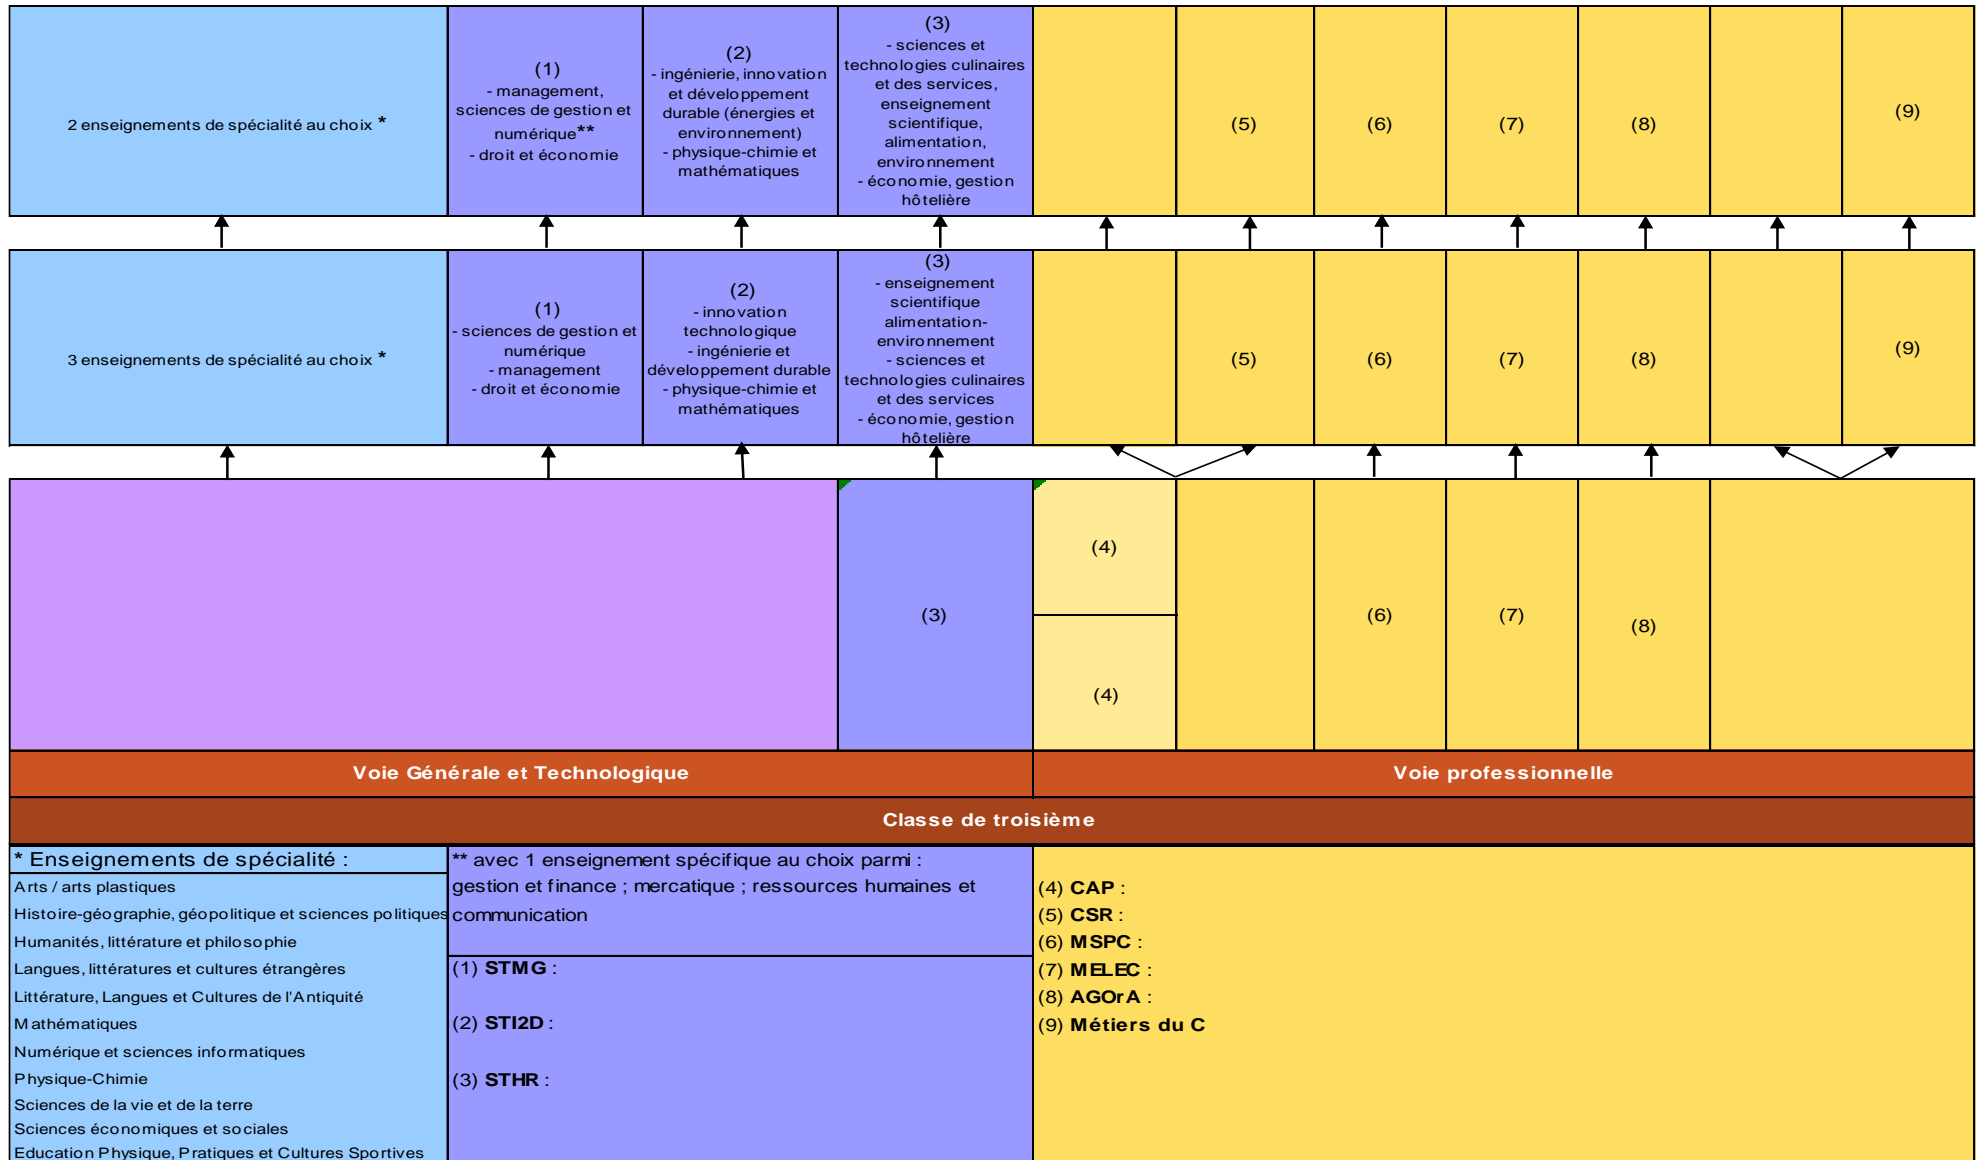 2 enseignements de spécialité au choix *
(1)
- management,
sciences de gestion et
numérique**
- droit et économie
(2)
- ingénierie, innovation
et développement
durable (énergies et
environnement)
- physique-chimie et
mathématiques
(3)
- sciences et
technologies culinaires
et des services,
enseignement
scientifique,
alimentation,
environnement
- économie, gestion
hôtelière
(5)
(6)
(7)
(8)
(9)
3 enseignements de spécialité au choix *
(1)
- sciences de gestion et
numérique
- management
- droit et économie
(2)
- innovation
technologique
- ingénierie et
développement durable
- physique-chimie et
mathématiques
(3)
- enseignement
scientifique
alimentation-
environnement
- sciences et
technologies culinaires
et des services
- économie, gestion
hôtelière
(5)
(6)
(7)
(8)
(9)
(3)
(4)
(4)
(6)
(7)
(8)
Voie Générale et Technologique
Voie professionnelle
Classe de troisième
* Enseignements de spécialité :
Arts / arts plastiques
Histoire-géographie, géopolitique et sciences politiques
Humanités, littérature et philosophie
Langues, littératures et cultures étrangères
Littérature, Langues et Cultures de l'Antiquité
Mathématiques
Numérique et sciences informatiques
Physique-Chimie
Sciences de la vie et de la terre
Sciences économiques et sociales
Education Physique, Pratiques et Cultures Sportives
** avec 1 enseignement spécifique au choix parmi :
gestion et finance ; mercatique ; ressources humaines et
communication
(1) STMG :
(2) STI2D :
(3) STHR :
(4) CAP :
(5) CSR :
(6) MSPC :
(7) MELEC :
(8) AGOrA :
(9) Métiers du C